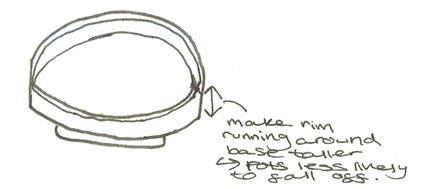 make rim
running around
base taller
↳ pots less likely
to fall off.